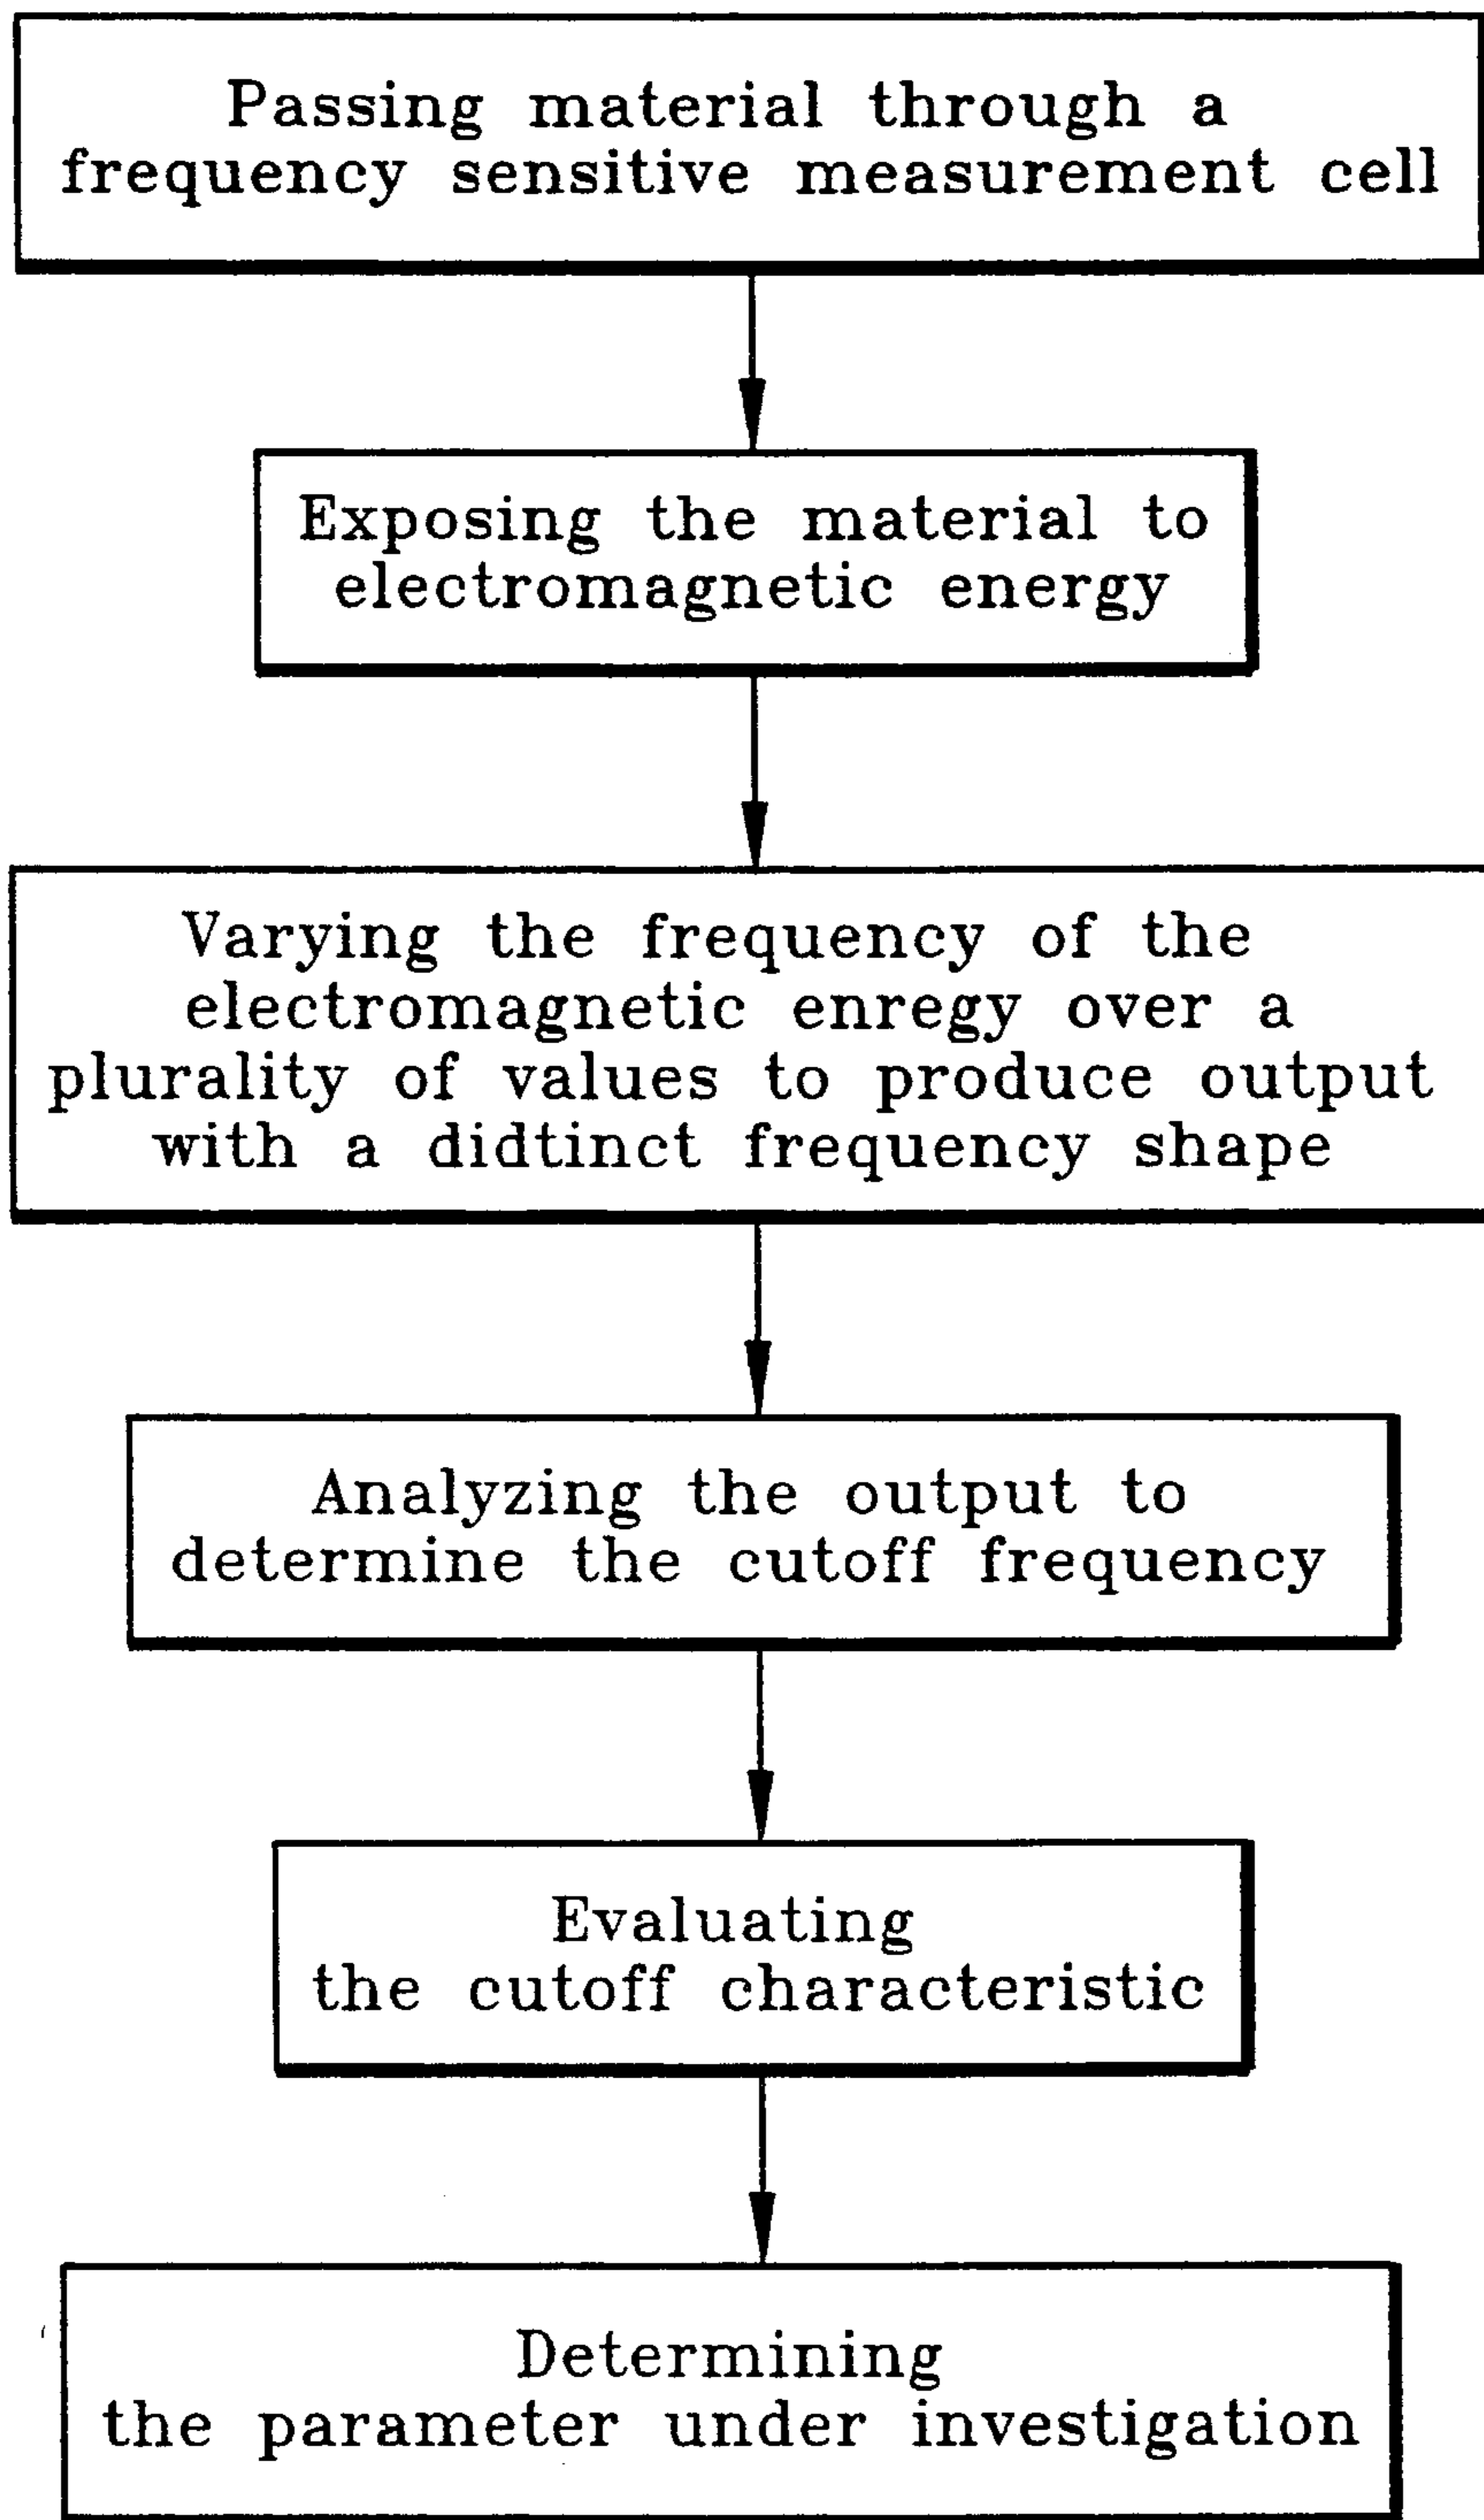 Passing material through a
frequency sensitive measurement cell
Exposing the material to
electromagnetic energy
Varying the frequency of the
electromagnetic enregy over a
plurality of values to produce output
with a didtinct frequency shape
Analyzing the output to
determine the cutoff frequency
Evaluating
the cutoff characteristic
Determining
the parameter under investigation